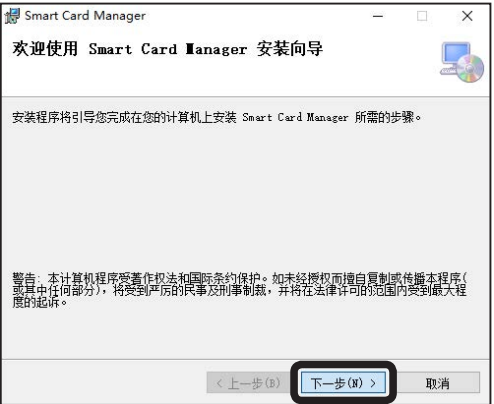 Smart Card Manager
欢迎使用 Smart Card Manager 安装向导
安装程序将引导您完成在您的计算机上安装 Smart Card Manager 所需的步骤。
警告: 本计算机程序受著作权法和国际条约保护。如未经授权而擅自复制或传播本程序(
或其中任何部分)，将受到严厉的民事及刑事制裁，并将在法律许可的范围内受到最大程
度的起诉。
< 上一步(B) 下一步(N) > 取消